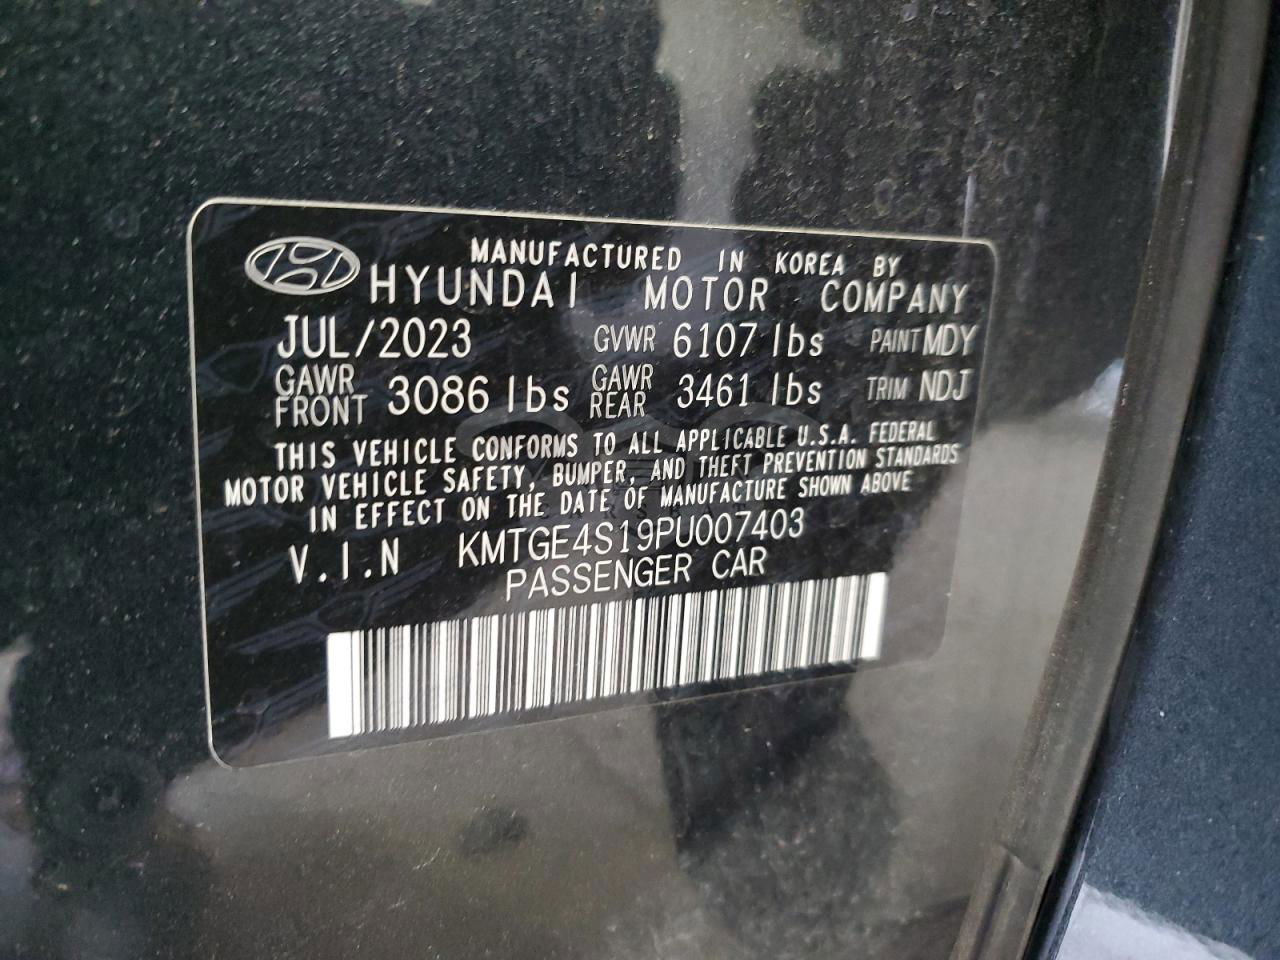 MANUFACTURED IN KOREA BY
HYUNDAI MOTOR COMPANY
JUL/2023 GVWR 6107 lbs PAINT MDY
GAWR FRONT 3086 lbs GAWR REAR 3461 lbs TRIM NDJ
THIS VEHICLE CONFORMS TO ALL APPLICABLE U.S.A. FEDERAL
MOTOR VEHICLE SAFETY, BUMPER, AND THEFT PREVENTION STANDARDS
IN EFFECT ON THE DATE OF MANUFACTURE SHOWN ABOVE
V.I.N KMTGE4S19PU007403
PASSENGER CAR